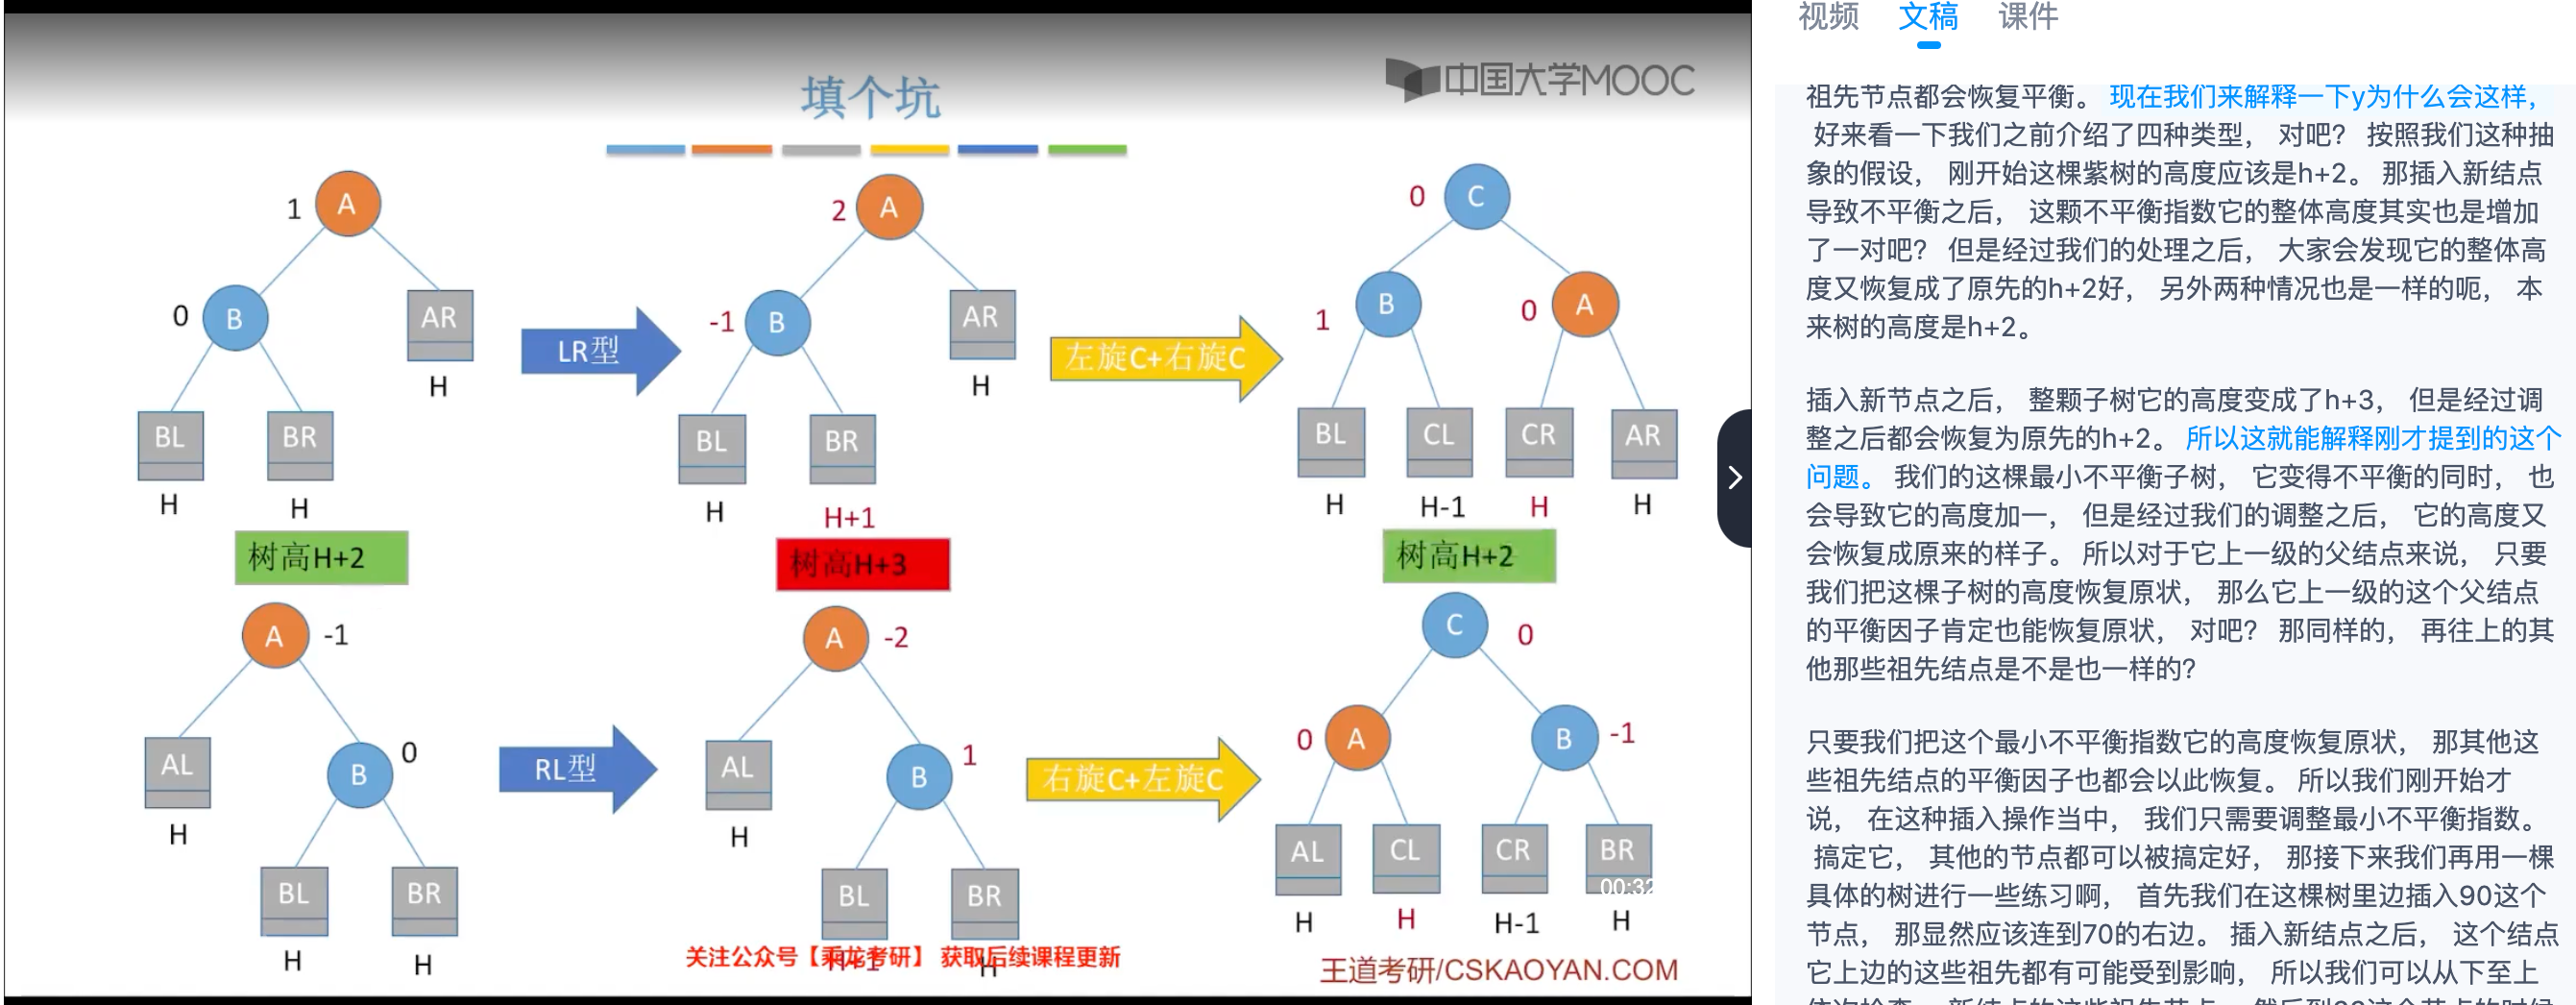 填个坑
中国大学MOOC
1
A
0
B
AR
H
BL
BR
H
H
树高H+2
LR型
2
A
-1
B
AR
H
BL
BR
H
H+1
树高H+3
左旋C+右旋C
0
C
1
B
0
A
BL
CL
CR
AR
H
H-1
H
H
树高H+2
A
-1
AL
H
B
0
BL
BR
H
H
RL型
A
-2
AL
H
B
1
BL
BR
H+1
H
右旋C+左旋C
C
0
0
A
B
-1
AL
CL
CR
BR
00:32
H
H
H-1
H
关注公众号【乘龙考研】 获取后续课程更新
王道考研/CSKAOYAN.COM
视频 文稿 课件
祖先节点都会恢复平衡。 现在我们来解释一下y为什么会这样,
好来看一下我们之前介绍了四种类型, 对吧? 按照我们这种抽
象的假设, 刚开始这棵紫树的高度应该是h+2。 那插入新结点
导致不平衡之后, 这颗不平衡指数它的整体高度其实也是增加
了一对吧? 但是经过我们的处理之后, 大家会发现它的整体高
度又恢复成了原先的h+2好, 另外两种情况也是一样的呃, 本
来树的高度是h+2。
插入新节点之后, 整颗子树它的高度变成了h+3, 但是经过调
整之后都会恢复为原先的h+2。 所以这就能解释刚才提到的这个
问题。 我们的这棵最小不平衡子树, 它变得不平衡的同时, 也
会导致它的高度加一, 但是经过我们的调整之后, 它的高度又
会恢复成原来的样子。 所以对于它上一级的父结点来说, 只要
我们把这棵子树的高度恢复原状, 那么它上一级的这个父结点
的平衡因子肯定也能恢复原状, 对吧? 那同样的, 再往上的其
他那些祖先结点是不是也一样的?
只要我们把这个最小不平衡指数它的高度恢复原状, 那其他这
些祖先结点的平衡因子也都会以此恢复。 所以我们刚开始才
说, 在这种插入操作当中, 我们只需要调整最小不平衡指数。
搞定它, 其他的节点都可以被搞定好, 那接下来我们再用一棵
具体的树进行一些练习啊, 首先我们在这棵树里边插入90这个
节点, 那显然应该连到70的右边。 插入新结点之后, 这个结点
它上边的这些祖先都有可能受到影响, 所以我们可以从下至上